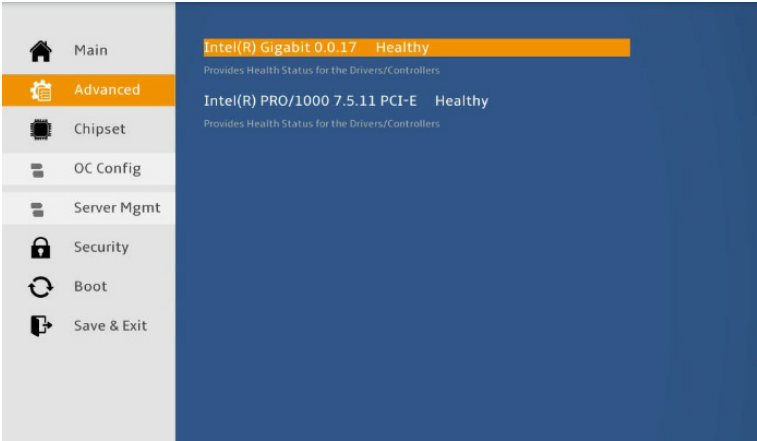 Main
Advanced
Chipset
OC Config
Server Mgmt
Security
Boot
Save & Exit
Intel(R) Gigabit 0.0.17 Healthy
Provides Health Status for the Drivers/Controllers
Intel(R) PRO/1000 7.5.11 PCI-E Healthy
Provides Health Status for the Drivers/Controllers